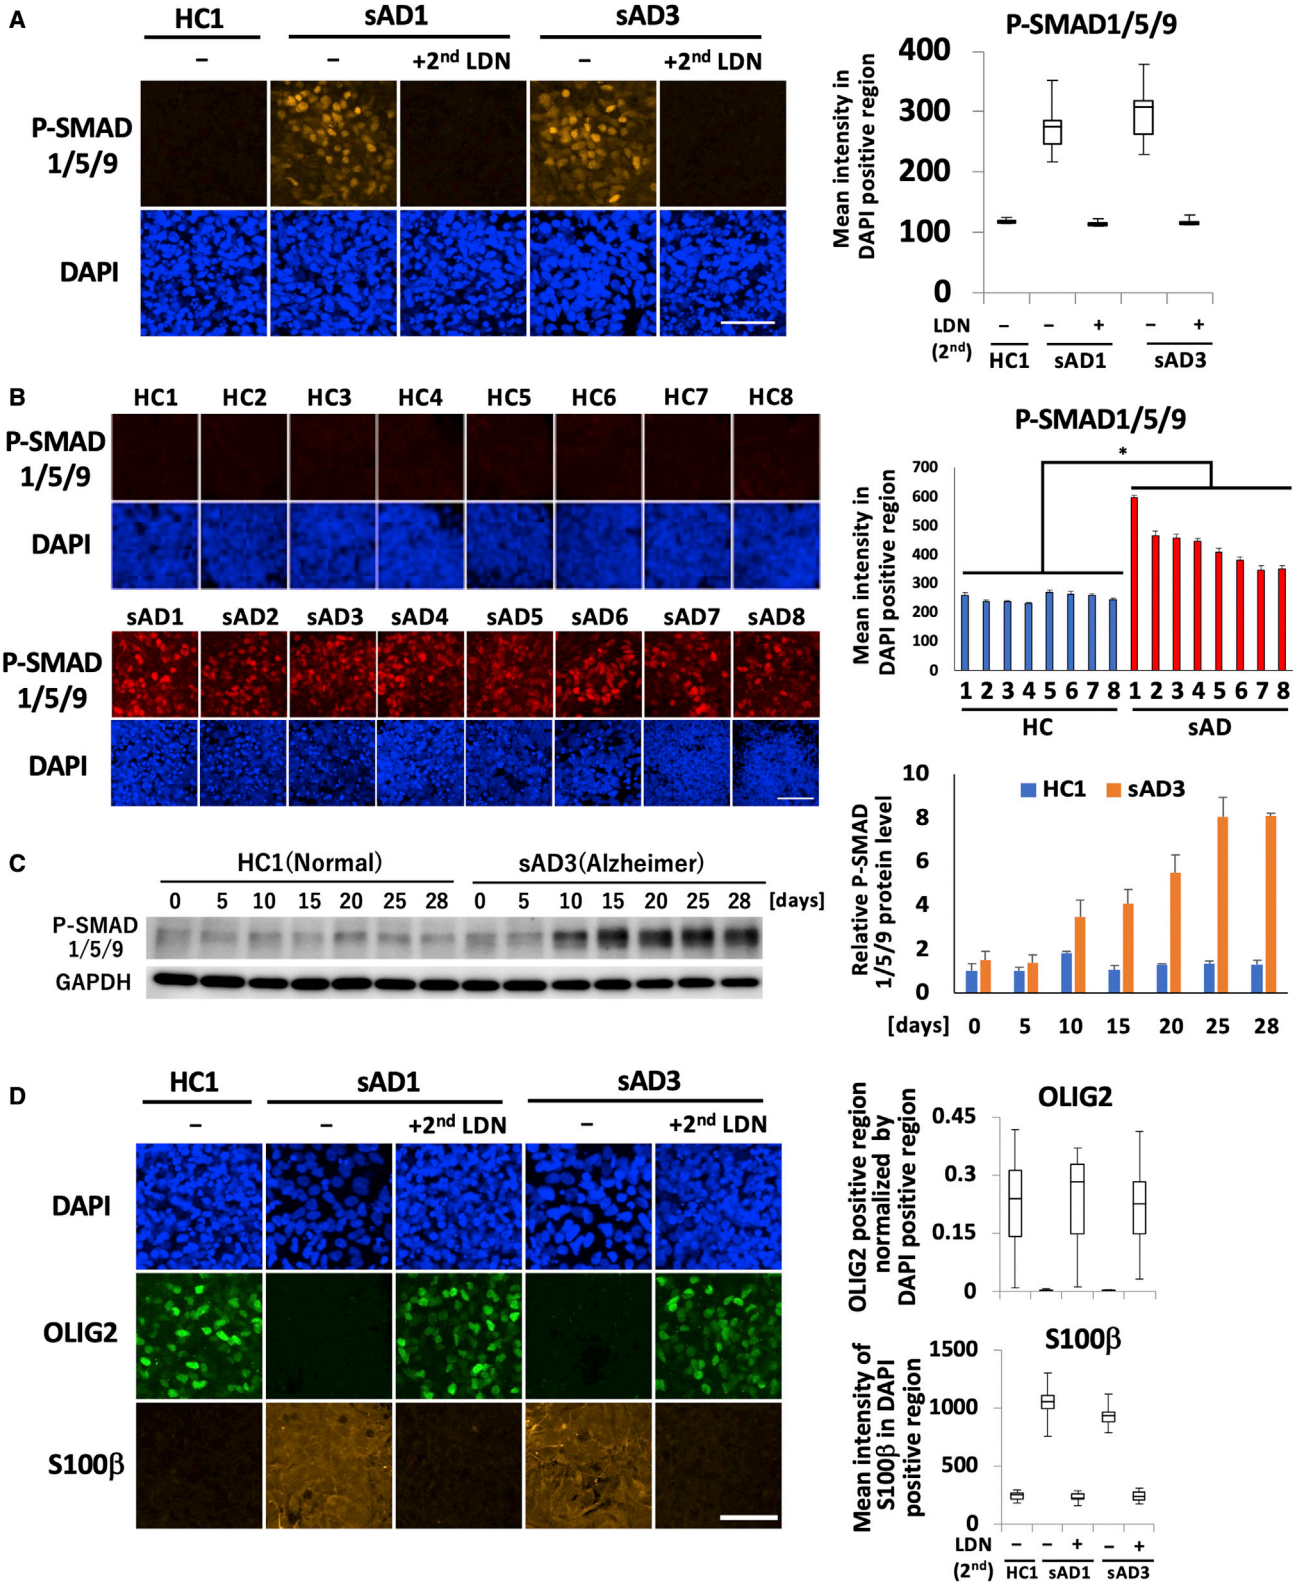 A
HC1 sAD1 sAD3
– – +2nd LDN – +2nd LDN
P-SMAD
1/5/9
DAPI
P-SMAD1/5/9
Mean intensity in
DAPI positive region
400
300
200
100
0
LDN – – + – +
(2nd) HC1 sAD1 sAD3
B
HC1 HC2 HC3 HC4 HC5 HC6 HC7 HC8
P-SMAD
1/5/9
DAPI
sAD1 sAD2 sAD3 sAD4 sAD5 sAD6 sAD7 sAD8
P-SMAD
1/5/9
DAPI
P-SMAD1/5/9
*
Mean intensity in
DAPI positive region
700
600
500
400
300
200
100
0
1 2 3 4 5 6 7 8 1 2 3 4 5 6 7 8
HC sAD
C
HC1(Normal) sAD3(Alzheimer)
0 5 10 15 20 25 28 0 5 10 15 20 25 28 [days]
P-SMAD
1/5/9
GAPDH
HC1 sAD3
Relative P-SMAD
1/5/9 protein level
10
8
6
4
2
0
[days] 0 5 10 15 20 25 28
D
HC1 sAD1 sAD3
– – +2nd LDN – +2nd LDN
DAPI
OLIG2
S100β
OLIG2
OLIG2 positive region
normalized by
DAPI positive region
0.45
0.3
0.15
0
S100β
Mean intensity of
S100β in DAPI
positive region
1500
1000
500
0
LDN – – + – +
(2nd) HC1 sAD1 sAD3